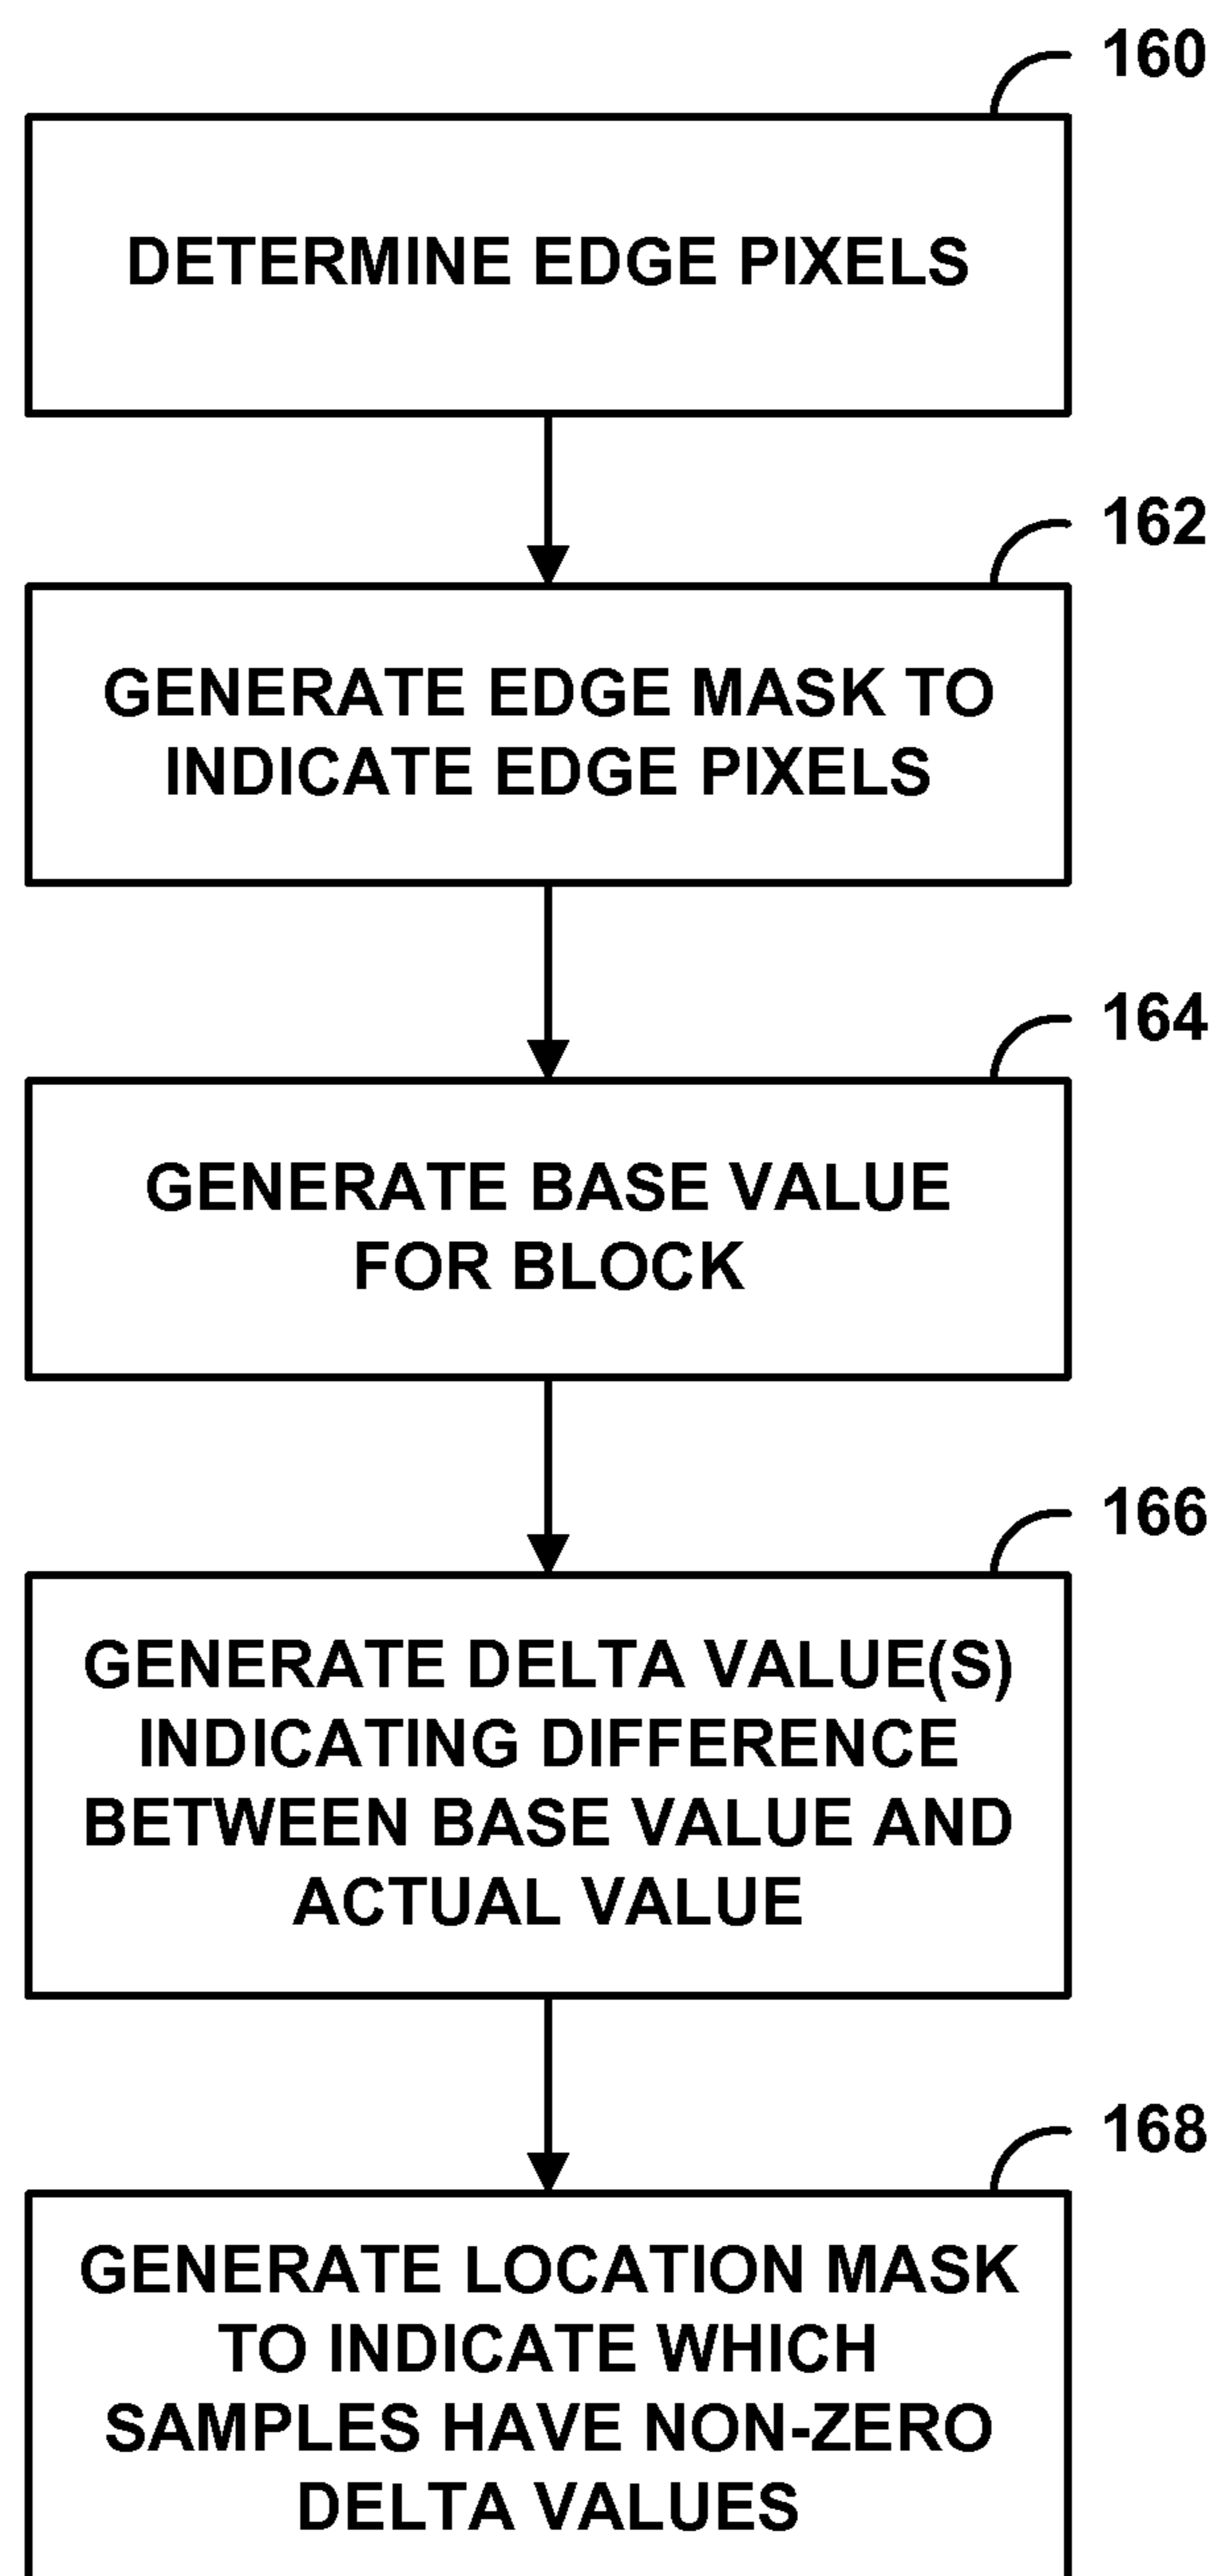 160
DETERMINE EDGE PIXELS
162
GENERATE EDGE MASK TO
INDICATE EDGE PIXELS
164
GENERATE BASE VALUE
FOR BLOCK
166
GENERATE DELTA VALUE(S)
INDICATING DIFFERENCE
BETWEEN BASE VALUE AND
ACTUAL VALUE
168
GENERATE LOCATION MASK
TO INDICATE WHICH
SAMPLES HAVE NON-ZERO
DELTA VALUES